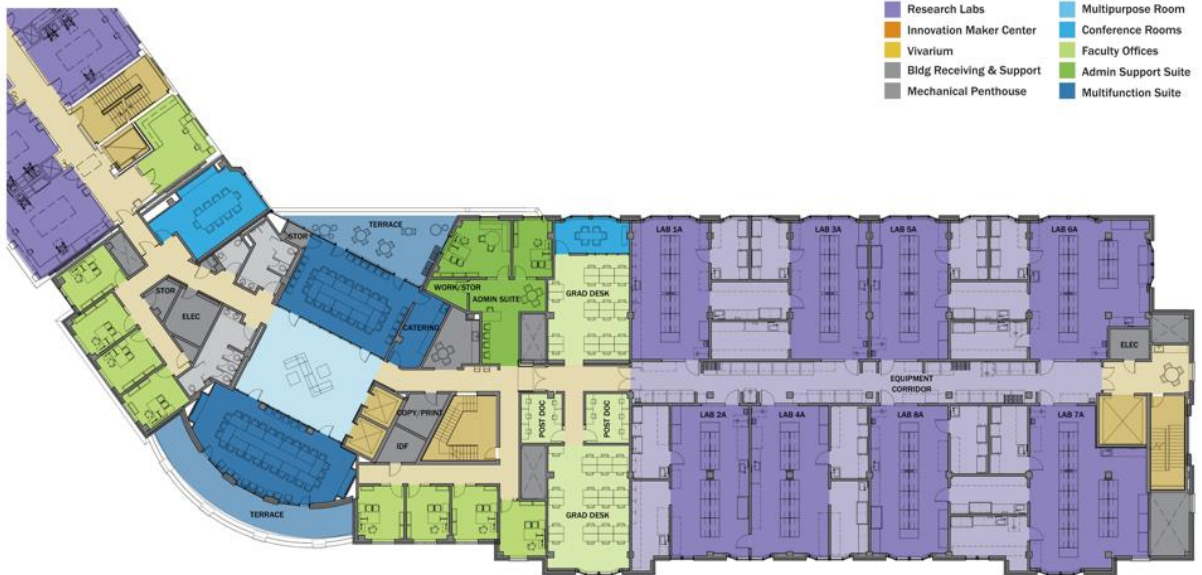 Research Labs
Innovation Maker Center
Vivarium
Bldg Receiving & Support
Mechanical Penthouse
Multipurpose Room
Conference Rooms
Faculty Offices
Admin Support Suite
Multifunction Suite
TERRACE
STOR
WORK/STOR
ADMIN SUITE
GRAD DESK
LAB 1A
LAB 3A
LAB 5A
LAB 6A
STOR
ELEC
CATERING
ELEC
EQUIPMENT
CORRIDOR
COPY/PRINT
IDF
POST DOC
POST DOC
LAB 2A
LAB 4A
LAB 8A
LAB 7A
TERRACE
GRAD DESK